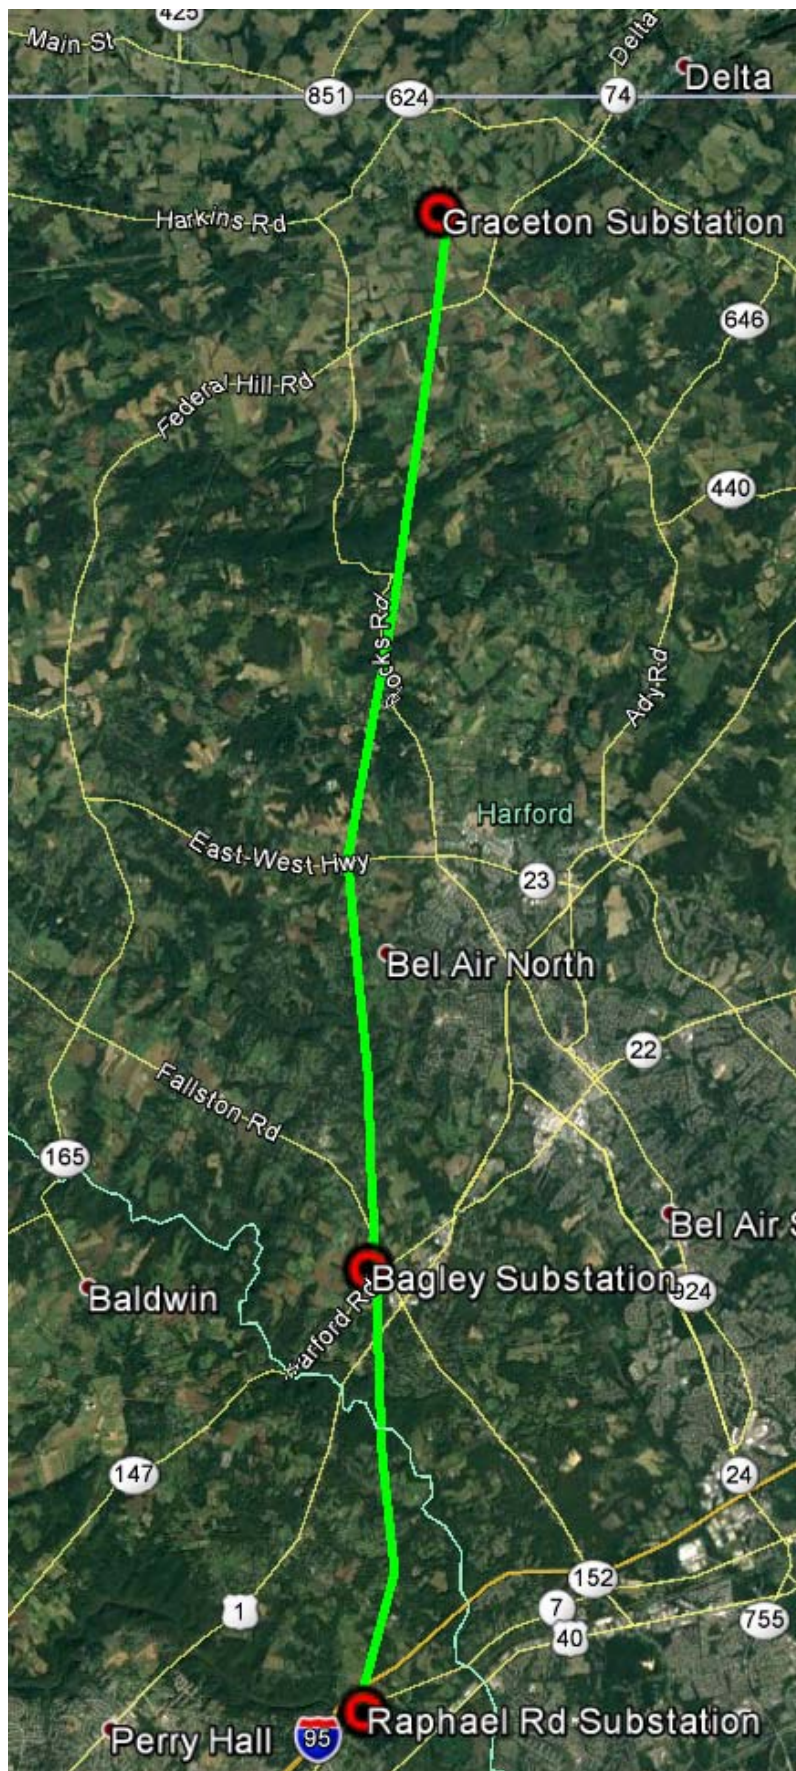 425
Main St
Delta
Delta
851
624
74
Harkins Rd
Graceton Substation
646
Federal Hill Rd
440
Rocks Rd
Ady Rd
Harford
East-West Hwy
23
Bel Air North
22
Fallston Rd
165
Bel Air S
Baldwin
Bagley Substation
924
Harford Rd
147
24
152
1
7
40
755
Raphael Rd Substation
Perry Hall
95